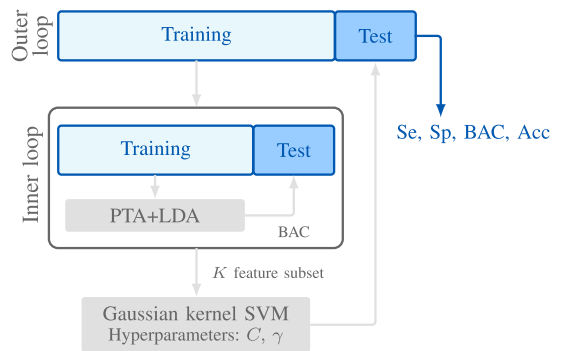 Outer
loop
Training
Test
Se, Sp, BAC, Acc
Inner loop
Training
Test
PTA+LDA
BAC
K feature subset
Gaussian kernel SVM
Hyperparameters: C, γ